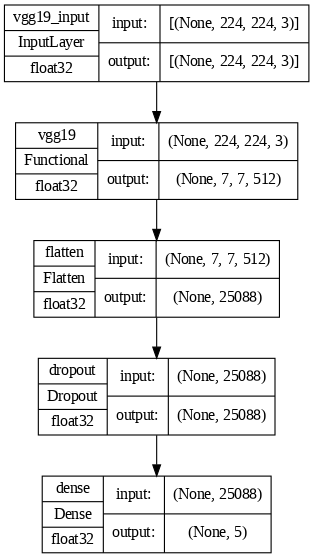 vgg19_input input: [(None, 224, 224, 3)]
InputLayer
float32 output: [(None, 224, 224, 3)]
vgg19 input: (None, 224, 224, 3)
Functional
float32 output: (None, 7, 7, 512)
flatten input: (None, 7, 7, 512)
Flatten
float32 output: (None, 25088)
dropout input: (None, 25088)
Dropout
float32 output: (None, 25088)
dense input: (None, 25088)
Dense
float32 output: (None, 5)